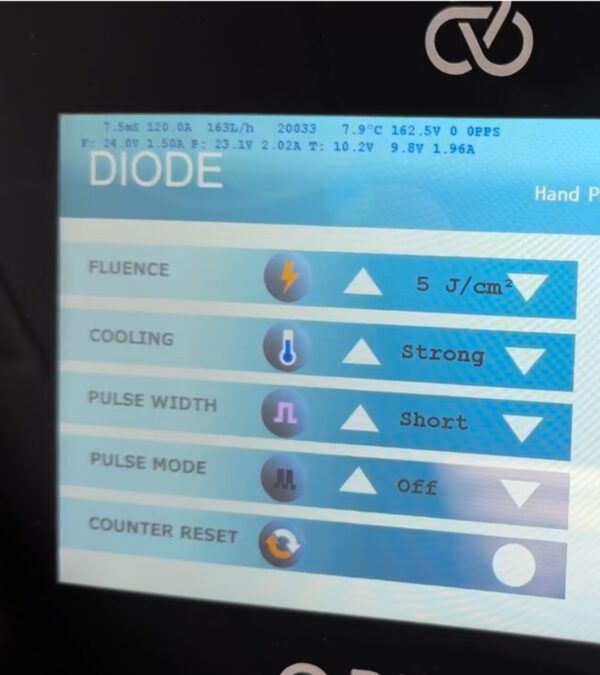 7.5mS 120.0A 163L/h 20033 7.9°C 162.5V 0 0PPS
F: 24.0V 1.50A P: 23.1V 2.02A T: 10.2V 9.8V 1.96A
DIODE
Hand P
FLUENCE 5 J/cm²
COOLING Strong
PULSE WIDTH Short
PULSE MODE Off
COUNTER RESET